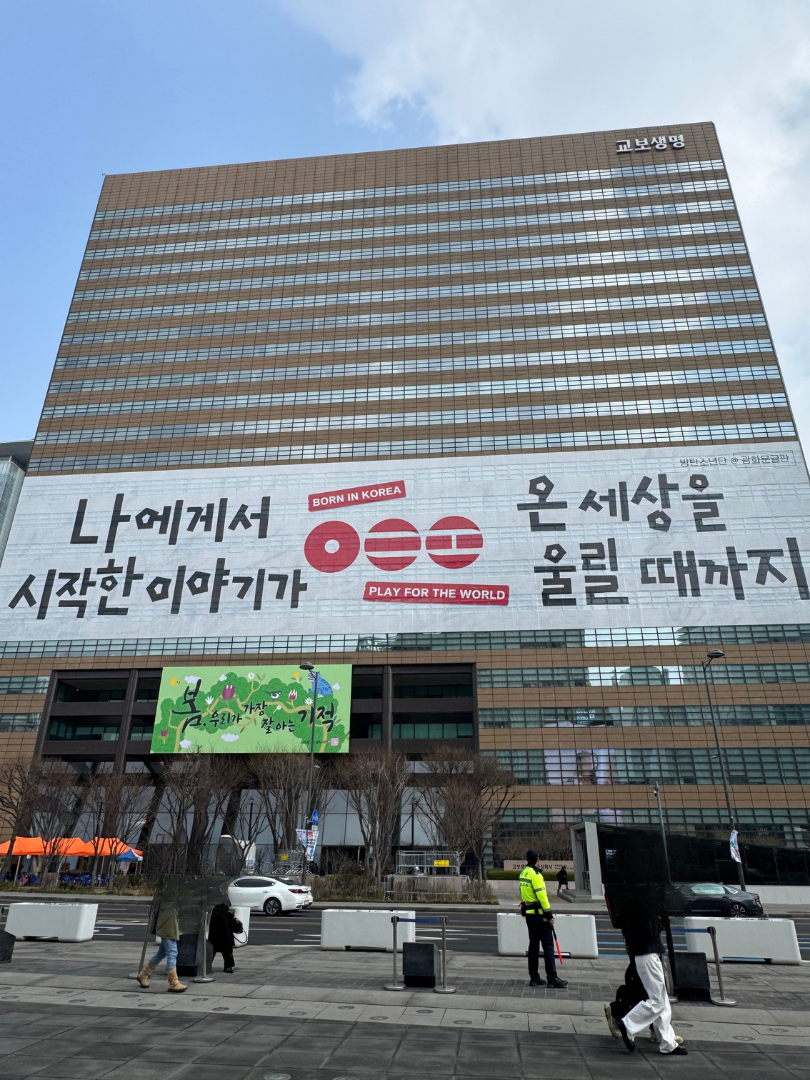 교보생명
방탄소년단 @ 광화문글판
나에게서
시작한 이야기가
BORN IN KOREA
PLAY FOR THE WORLD
온 세상을
울릴 때까지
봄, 우리가 가장
잘 아는 기적